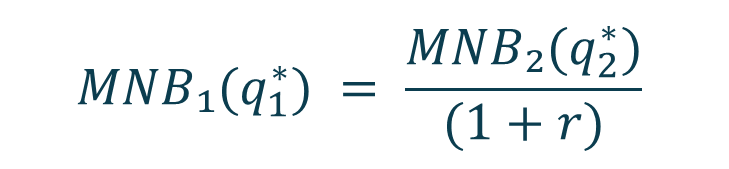 MNB₁(q₁*) = MNB₂(q₂*) / (1 + r)